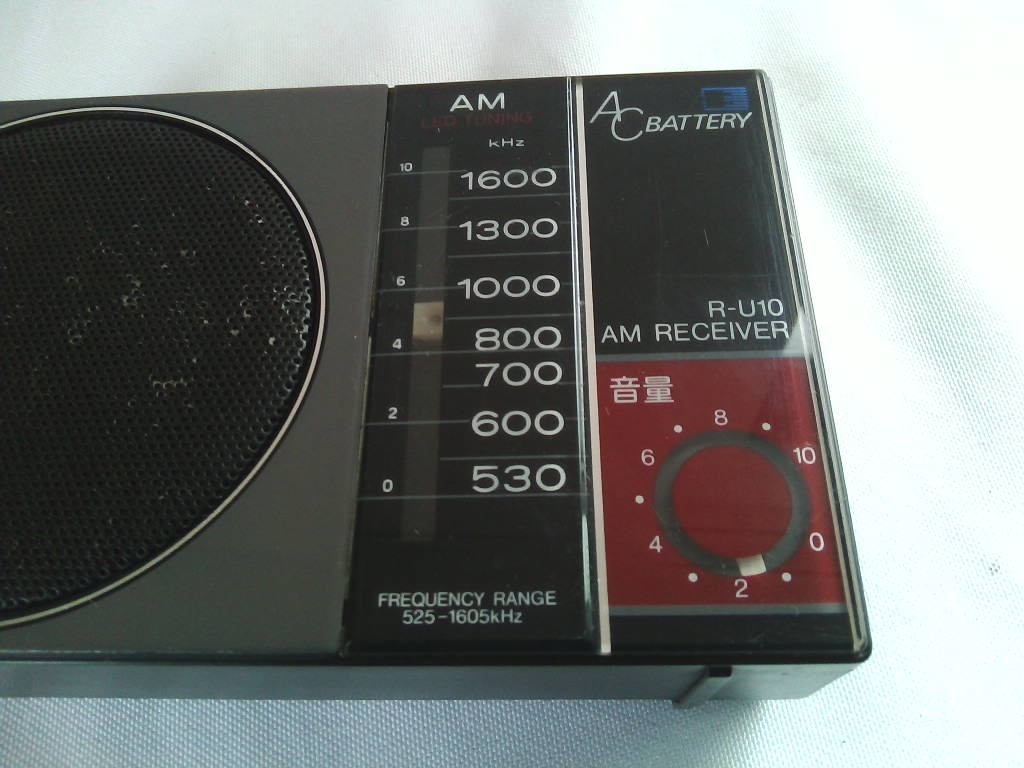 AM
LED TUNING
kHz
10
1600
8
1300
6
1000
4
800
700
2
600
0
530
FREQUENCY RANGE
525-1605kHz
AC BATTERY
R-U10
AM RECEIVER
音量
8
6
10
4
0
2